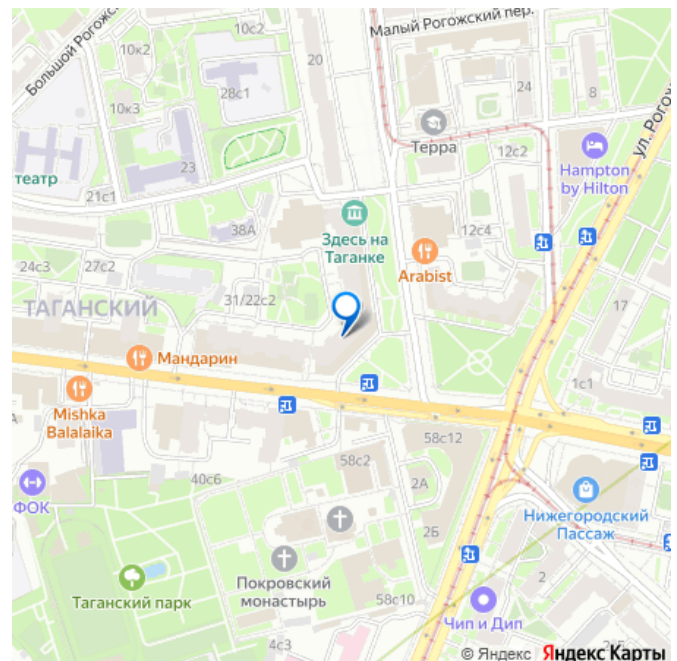 Малый Рогожский пер.
Большой Рогожс
10к2
10с2
20
24
8
28с1
10к3
Терра
ул. Рогож
23
12с2
Hampton
by Hilton
театр
21с1
38А
Здесь на
Таганке
12с4
Arabist
24с3
27с2
31/22с2
17
ТАГАНСКИЙ
Мандарин
1с1
Mishka
Balalaika
58с12
58с2
40с6
2А
ФОК
2Б
Нижегородский
Пассаж
Покровский
монастырь
Таганский парк
58с10
2
Чип и Дип
4с3
© Яндекс Яндекс Карты